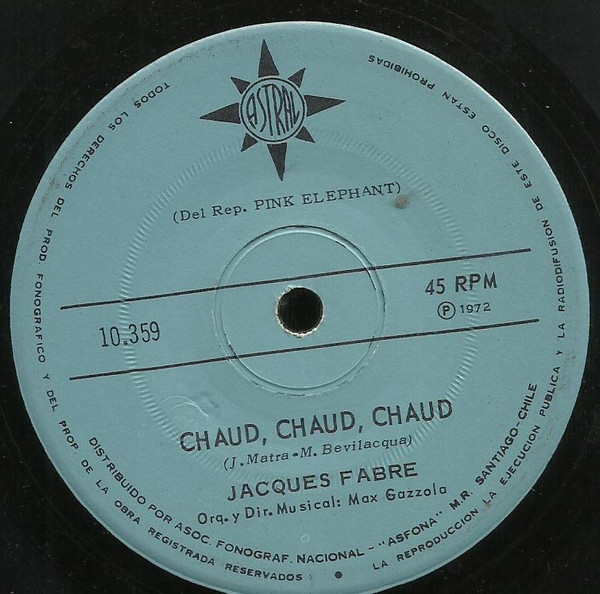 ASTRAL
(Del Rep. PINK ELEPHANT)
45 RPM
Ⓟ 1972
10.359
CHAUD, CHAUD, CHAUD
(J. Matra-M. Bevilacqua)
JACQUES FABRE
Orq. y Dir. Musical: Max Gazzola
DISTRIBUIDO POR ASOC. FONOGRAF. NACIONAL - "ASFONA" M.R. SANTIAGO-CHILE
TODOS LOS DERECHOS DEL PROD. FONOGRAFICO Y DEL PROP. DE LA OBRA REGISTRADA RESERVADOS • LA REPRODUCCION LA EJECUCION PUBLICA Y LA RADIODIFUSION DE ESTE DISCO ESTAN PROHIBIDAS